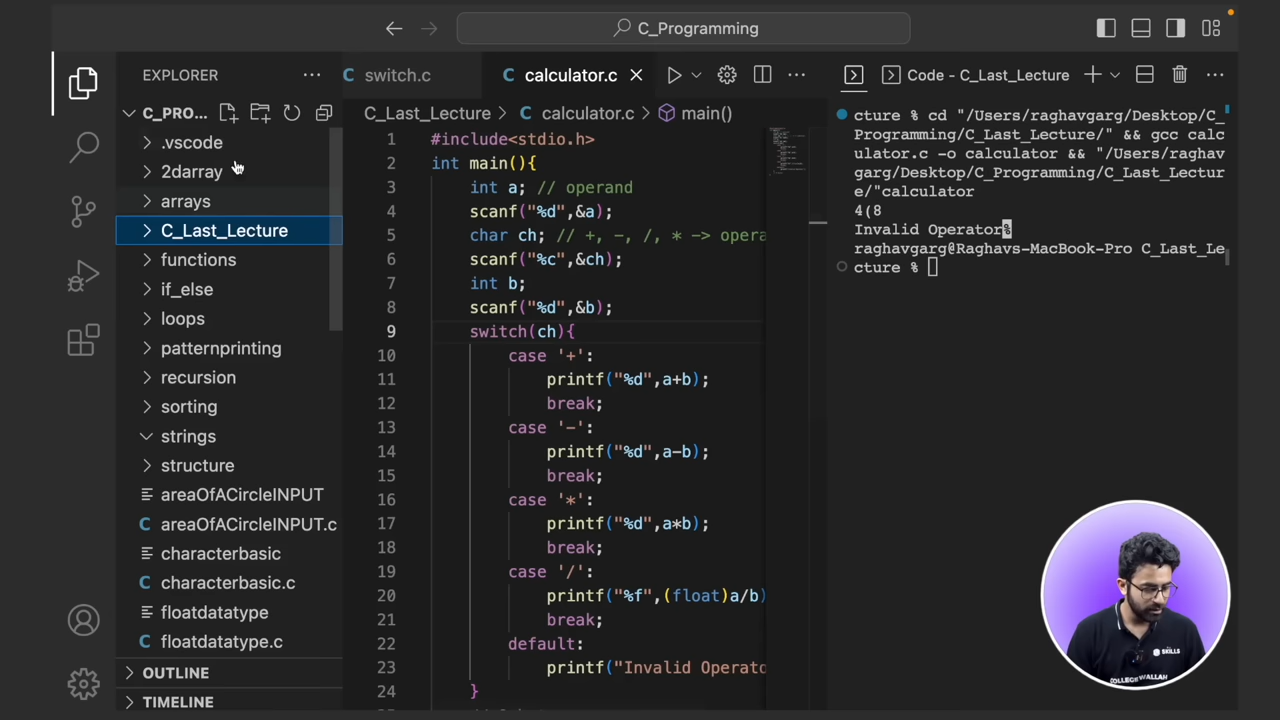 C_Programming
EXPLORER
C_PRO...
.vscode
2darray
arrays
C_Last_Lecture
functions
if_else
loops
patternprinting
recursion
sorting
strings
structure
areaOfACircleINPUT
areaOfACircleINPUT.c
characterbasic
characterbasic.c
floatdatatype
floatdatatype.c
OUTLINE
TIMELINE
switch.c
calculator.c
C_Last_Lecture > calculator.c > main()
1 #include<stdio.h>
2 int main(){
3 int a; // operand
4 scanf("%d",&a);
5 char ch; // +, -, /, * -> opera
6 scanf("%c",&ch);
7 int b;
8 scanf("%d",&b);
9 switch(ch){
10 case '+':
11 printf("%d",a+b);
12 break;
13 case '-':
14 printf("%d",a-b);
15 break;
16 case '*':
17 printf("%d",a*b);
18 break;
19 case '/':
20 printf("%f",(float)a/b)
21 break;
22 default:
23 printf("Invalid Operato
24 }
Code - C_Last_Lecture
cture % cd "/Users/raghavgarg/Desktop/C_
Programming/C_Last_Lecture/" && gcc calc
ulator.c -o calculator && "/Users/raghav
garg/Desktop/C_Programming/C_Last_Lectur
e/"calculator
4(8
Invalid Operator%
raghavgarg@Raghavs-MacBook-Pro C_Last_Le
cture %
SKILLS
COLLEGE WALLAH